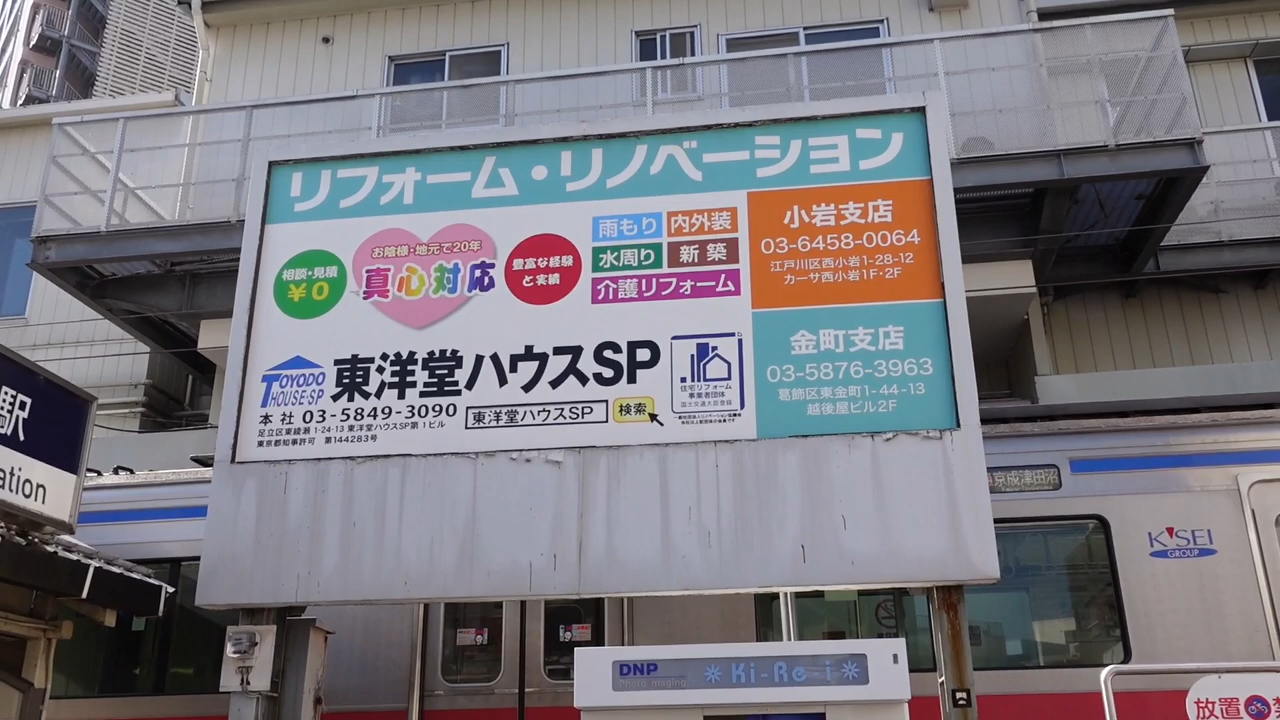 リフォーム・リノベーション
相談・見積
¥0
お陰様・地元で20年
真心対応
豊富な経験
と実績
雨もり
内外装
水周り
新築
介護リフォーム
小岩支店
03-6458-0064
江戸川区西小岩1-28-12
カーサ西小岩1F・2F
金町支店
03-5876-3963
葛飾区東金町1-44-13
越後屋ビル2F
TOYODO
HOUSE·SP
東洋堂ハウスSP
住宅リフォーム
事業者団体
国土交通大臣登録
本社 03-5849-3090
東洋堂ハウスSP
検索
足立区東綾瀬 1-24-13 東洋堂ハウスSP第1ビル
東京都知事許可 第144283号
駅
ation
京成津田沼
K'SEI
GROUP
DNP
Photo Imaging
Ki-Re-i
放置